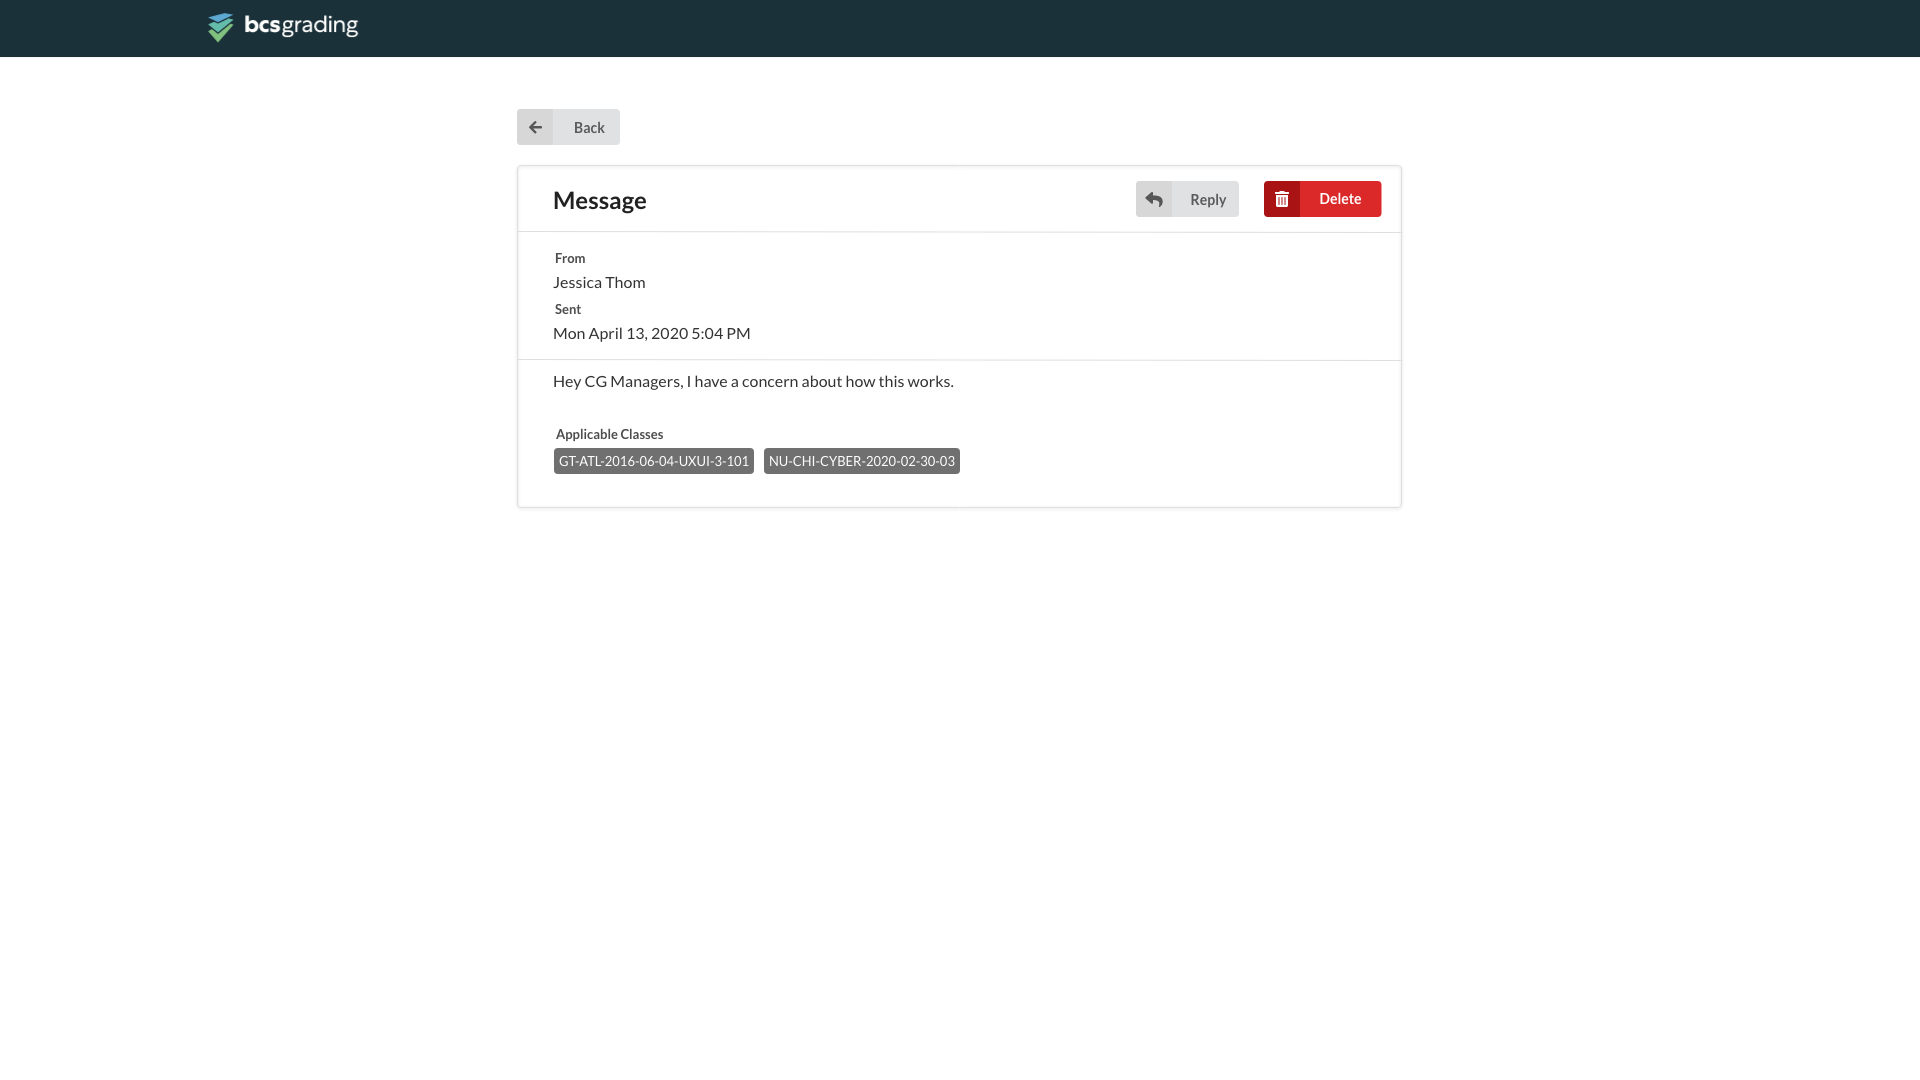 bcsgrading
Back
Message
Reply
Delete
From
Jessica Thom
Sent
Mon April 13, 2020 5:04 PM
Hey CG Managers, I have a concern about how this works.
Applicable Classes
GT-ATL-2016-06-04-UXUI-3-101 NU-CHI-CYBER-2020-02-30-03